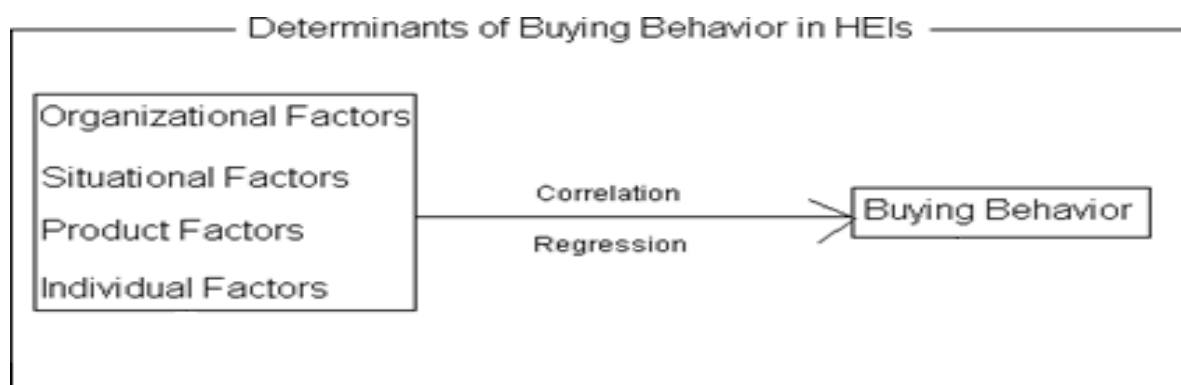 Determinants of Buying Behavior in HEIs
Organizational Factors
Situational Factors
Product Factors
Individual Factors
Correlation
Regression
Buying Behavior